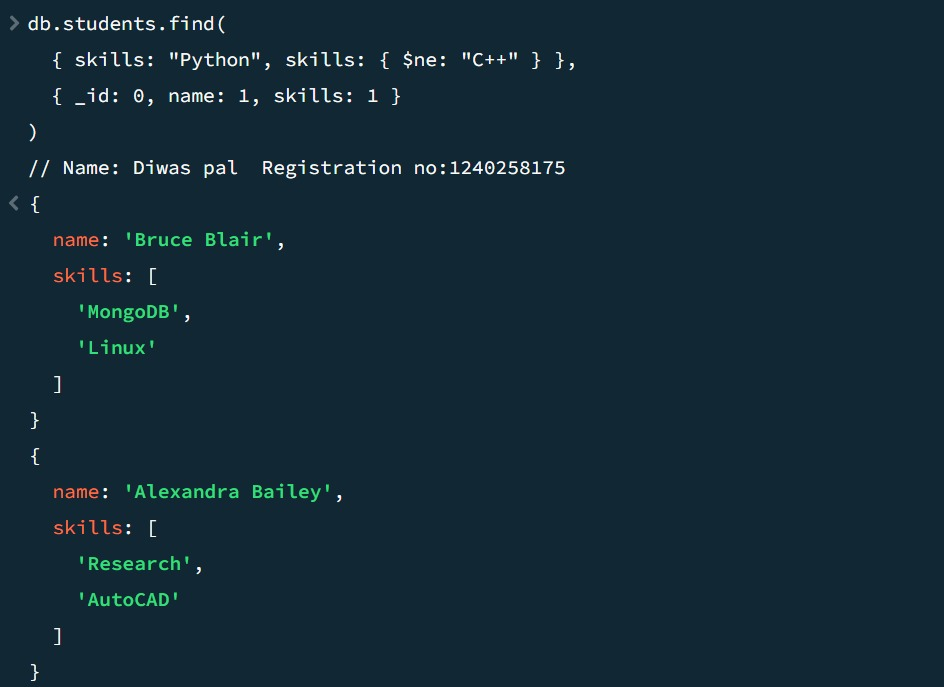 db.students.find(
{ skills: "Python", skills: { $ne: "C++" } },
{ _id: 0, name: 1, skills: 1 }
)
// Name: Diwas pal  Registration no:1240258175
{
name: 'Bruce Blair',
skills: [
'MongoDB',
'Linux'
]
}
{
name: 'Alexandra Bailey',
skills: [
'Research',
'AutoCAD'
]
}